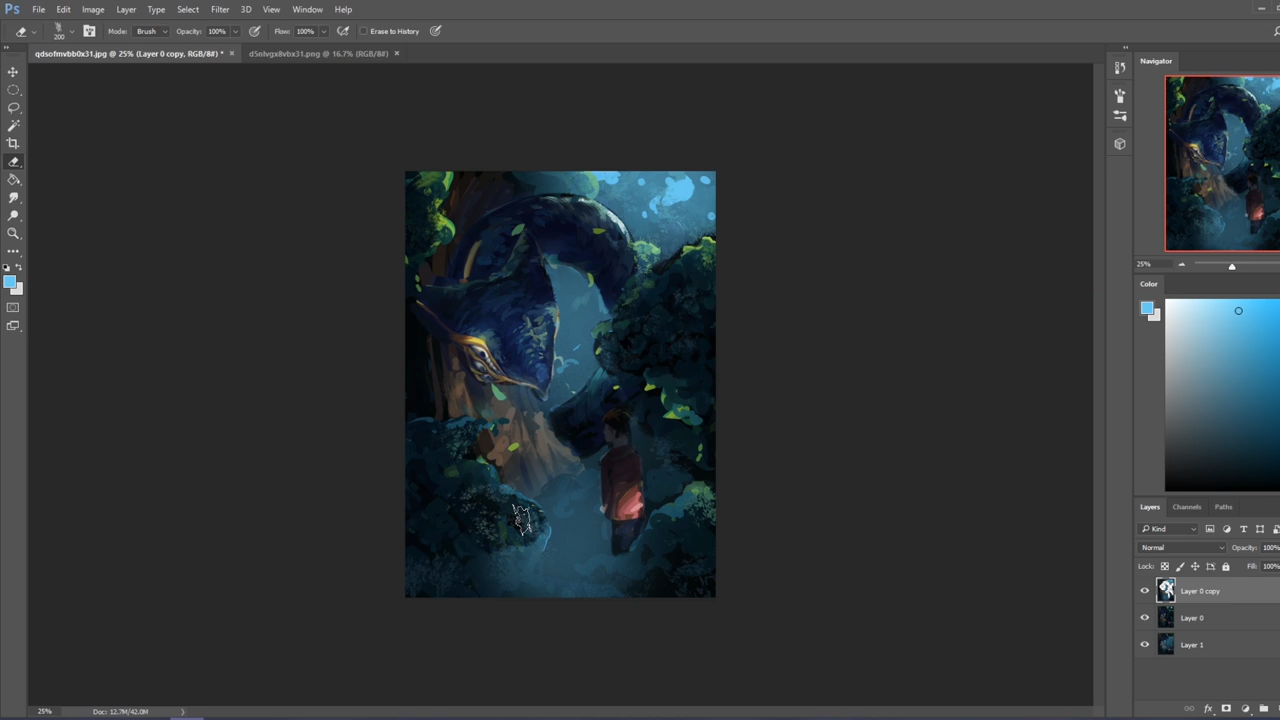 Ps File Edit Image Layer Type Select Filter 3D View Window Help
200 Mode: Brush Opacity: 100% Flow: 100% Erase to History
qdsofmvbb0x31.jpg @ 25% (Layer 0 copy, RGB/8#) * × d5nlvgx8vbx31.png @ 16.7% (RGB/8#) ×
Navigator
25%
Color
Layers Channels Paths
Kind
Normal Opacity: 100%
Lock: Fill: 100%
Layer 0 copy
Layer 0
Layer 1
fx
25% Doc: 12.7M/42.0M